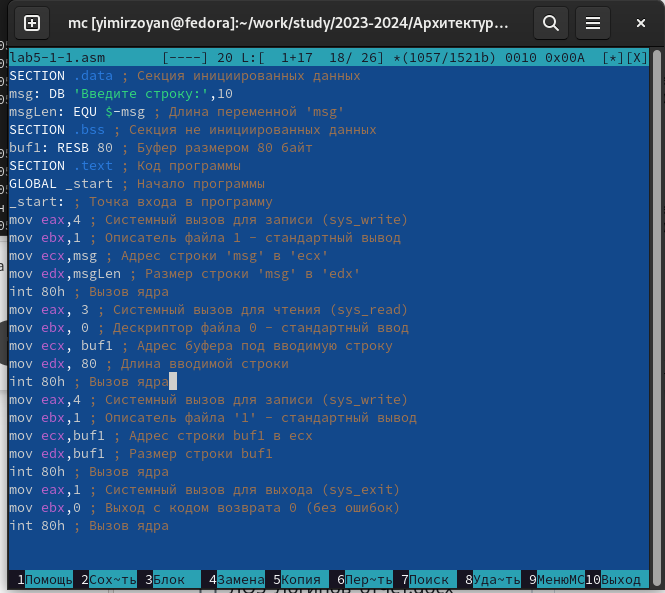 mc [yimirzoyan@fedora]:~/work/study/2023-2024/Архитектур...
lab5-1-1.asm [----] 20 L:[ 1+17 18/ 26] *(1057/1521b) 0010 0x00A [*][X]
SECTION .data ; Секция инициированных данных
msg: DB 'Введите строку:',10
msgLen: EQU $-msg ; Длина переменной 'msg'
SECTION .bss ; Секция не инициированных данных
buf1: RESB 80 ; Буфер размером 80 байт
SECTION .text ; Код программы
GLOBAL _start ; Начало программы
_start: ; Точка входа в программу
mov eax,4 ; Системный вызов для записи (sys_write)
mov ebx,1 ; Описатель файла 1 - стандартный вывод
mov ecx,msg ; Адрес строки 'msg' в 'ecx'
mov edx,msgLen ; Размер строки 'msg' в 'edx'
int 80h ; Вызов ядра
mov eax, 3 ; Системный вызов для чтения (sys_read)
mov ebx, 0 ; Дескриптор файла 0 - стандартный ввод
mov ecx, buf1 ; Адрес буфера под вводимую строку
mov edx, 80 ; Длина вводимой строки
int 80h ; Вызов ядра
mov eax,4 ; Системный вызов для записи (sys_write)
mov ebx,1 ; Описатель файла '1' - стандартный вывод
mov ecx,buf1 ; Адрес строки buf1 в ecx
mov edx,buf1 ; Размер строки buf1
int 80h ; Вызов ядра
mov eax,1 ; Системный вызов для выхода (sys_exit)
mov ebx,0 ; Выход с кодом возврата 0 (без ошибок)
int 80h ; Вызов ядра
1Помощь 2Сох~ть 3Блок 4Замена 5Копия 6Пер~ть 7Поиск 8Уда~ть 9МенюMC 10Выход